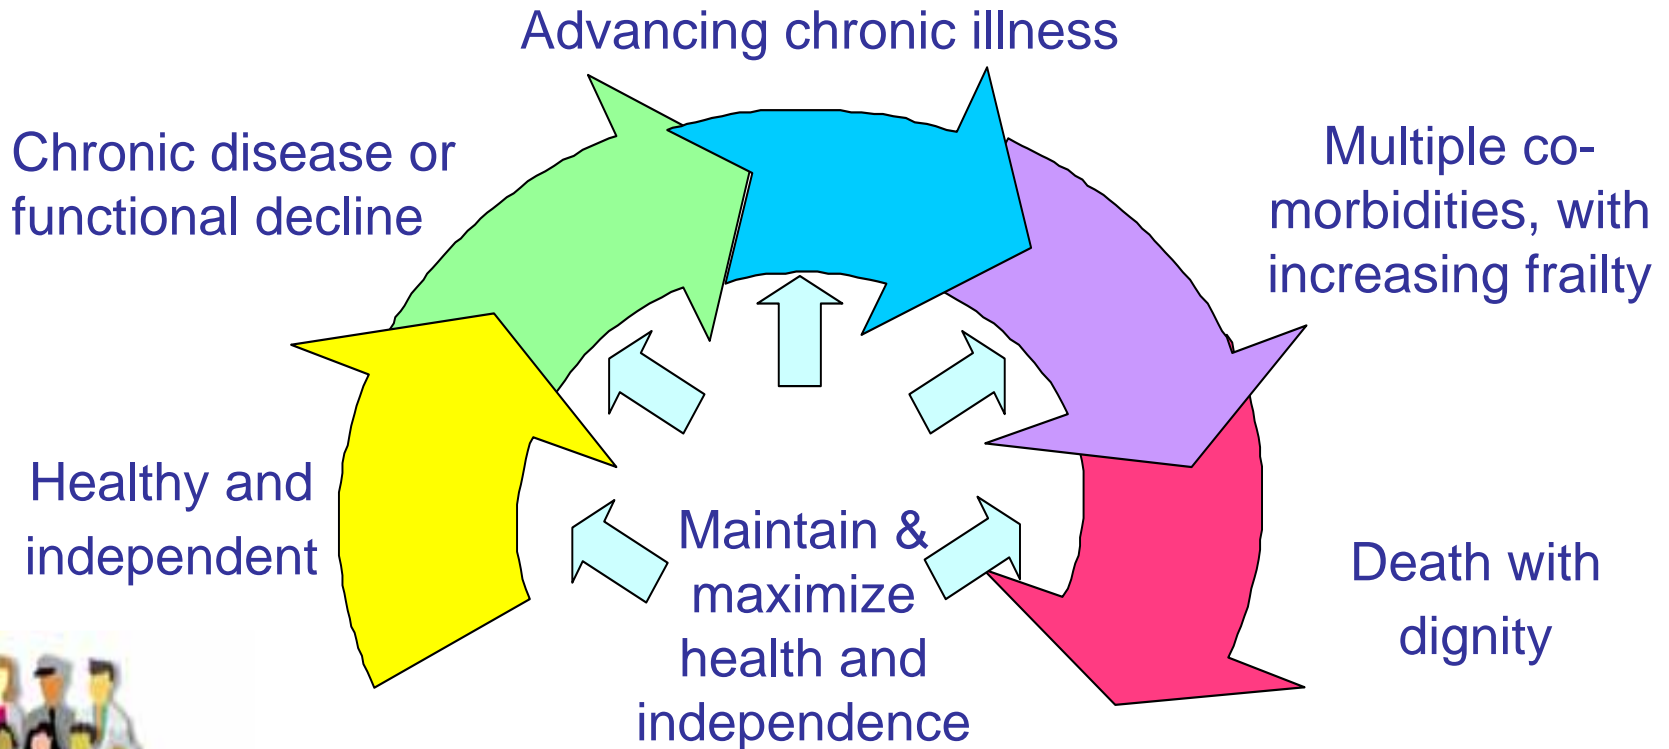 Advancing chronic illness
Chronic disease or
functional decline
Multiple co-
morbidities, with
increasing frailty
Healthy and
independent
Maintain &
maximize
health and
independence
Death with
dignity